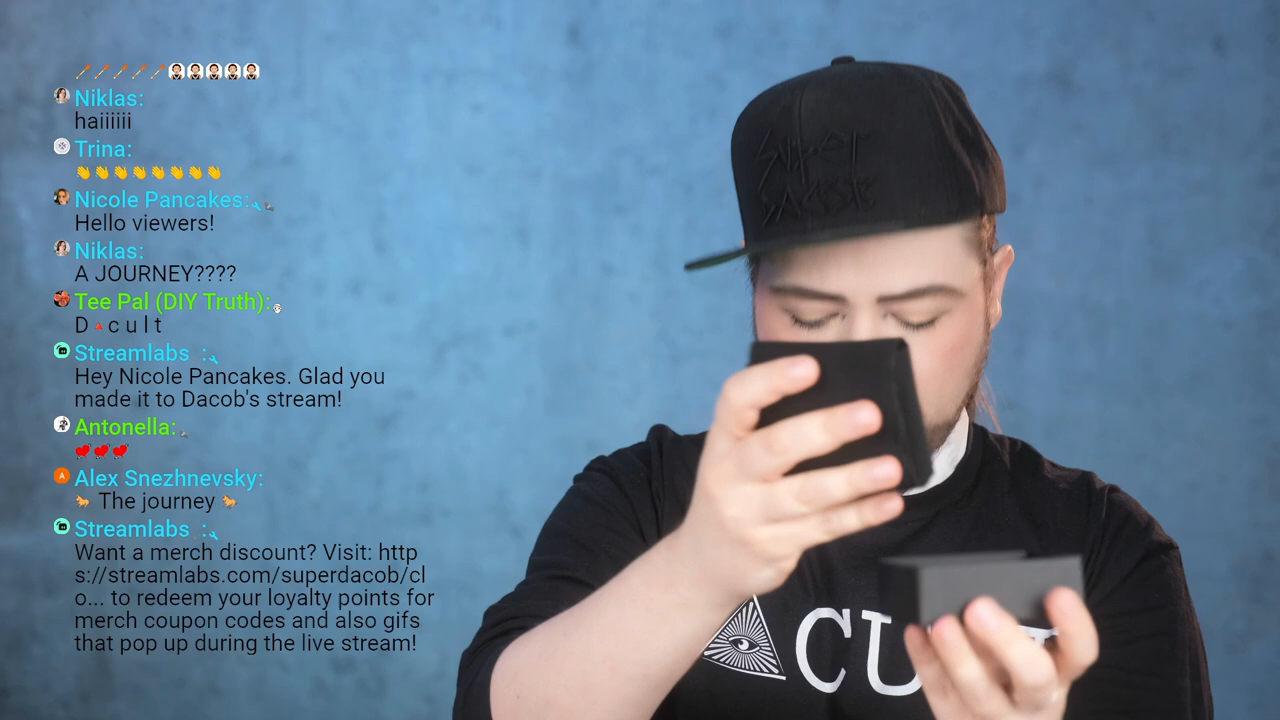 Niklas:
haiiiiii
Trina:
👏👏👏👏👏👏👏👏
Nicole Pancakes:
Hello viewers!
Niklas:
A JOURNEY????
Tee Pal (DIY Truth):
D🔺c u l t
Streamlabs :
Hey Nicole Pancakes. Glad you
made it to Dacob's stream!
Antonella:
❤️❤️❤️
Alex Snezhnevsky:
🐎 The journey 🐎
Streamlabs :
Want a merch discount? Visit: http
s://streamlabs.com/superdacob/cl
o... to redeem your loyalty points for
merch coupon codes and also gifs
that pop up during the live stream!
CU